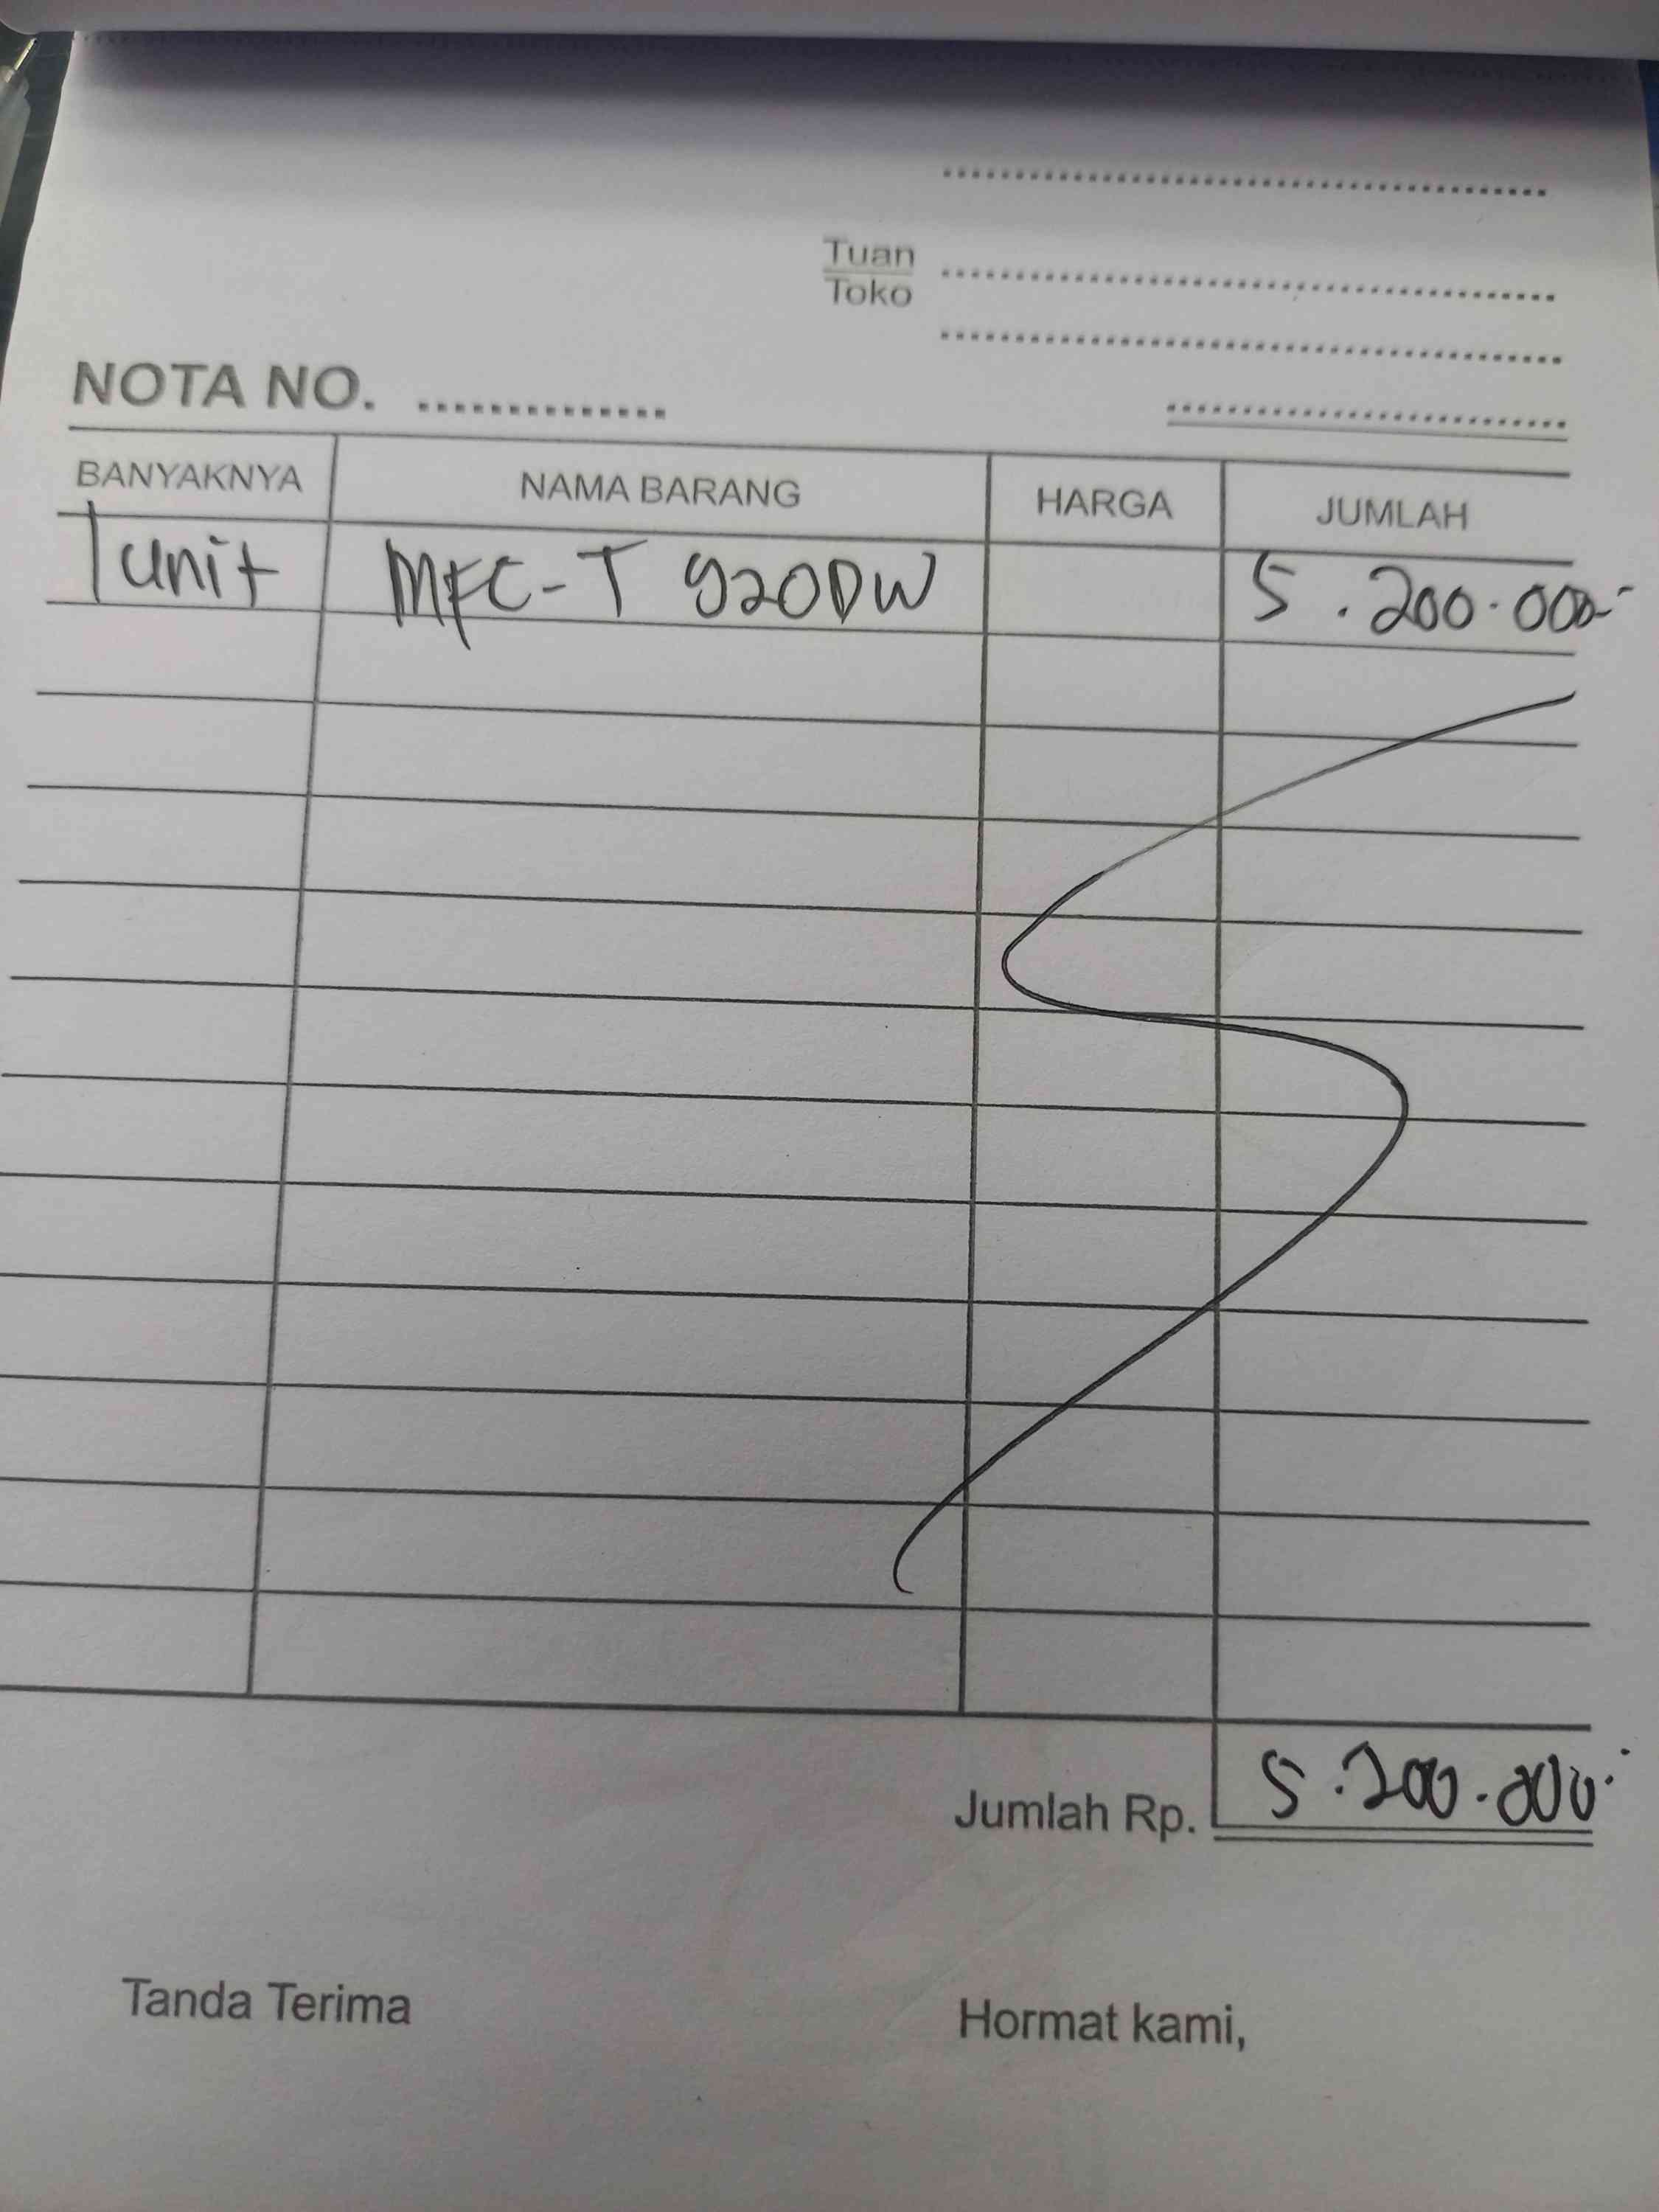 Tuan
Toko
NOTA NO. ..............
BANYAKNYA NAMA BARANG HARGA JUMLAH
1 unit MFC-T 920DW 5.200.000.-
Jumlah Rp. 5.200.000.-
Tanda Terima Hormat kami,